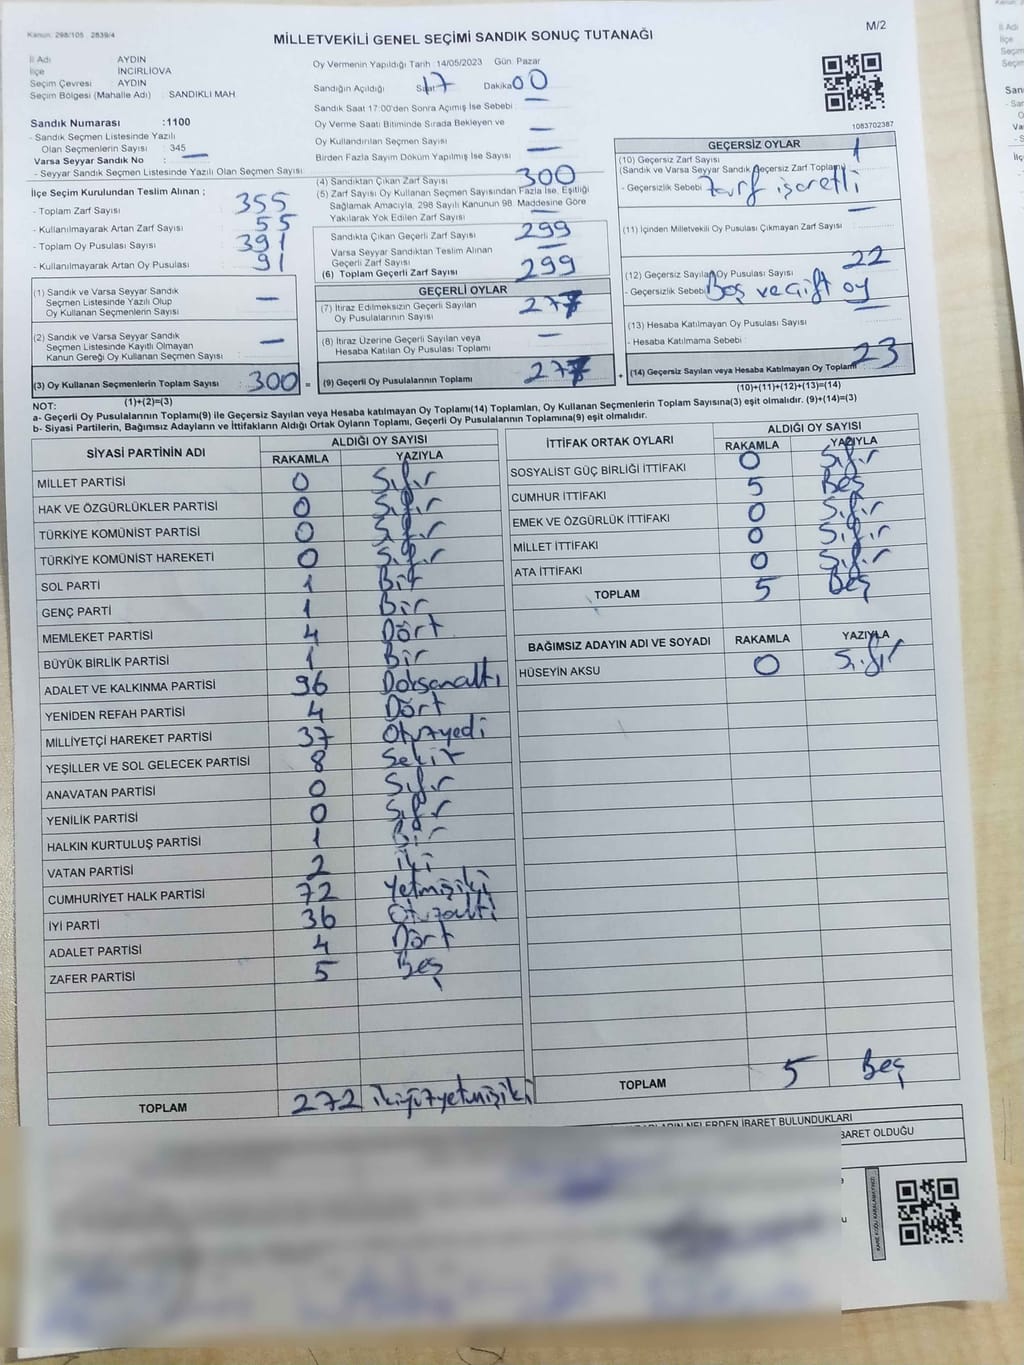 Kanun: 298/105 2839/4
M/2
MİLLETVEKİLİ GENEL SEÇİMİ SANDIK SONUÇ TUTANAĞI
İl Adı AYDIN
İlçe İNCİRLİOVA
Seçim Çevresi AYDIN
Seçim Bölgesi (Mahalle Adı) : SANDIKLI MAH
Sandık Numarası :1100
- Sandık Seçmen Listesinde Yazılı
Olan Seçmenlerin Sayısı : 345
Varsa Seyyar Sandık No : —
- Seyyar Sandık Seçmen Listesinde Yazılı Olan Seçmen Sayısı
İlçe Seçim Kurulundan Teslim Alınan ;
- Toplam Zarf Sayısı : 355
- Kullanılmayarak Artan Zarf Sayısı : 55
- Toplam Oy Pusulası Sayısı : 391
- Kullanılmayarak Artan Oy Pusulası : 91
(1) Sandık ve Varsa Seyyar Sandık
Seçmen Listesinde Yazılı Olup
Oy Kullanan Seçmenlerin Sayısı : —
(2) Sandık ve Varsa Seyyar Sandık
Seçmen Listesinde Kayıtlı Olmayan
Kanun Gereği Oy Kullanan Seçmen Sayısı : —
(3) Oy Kullanan Seçmenlerin Toplam Sayısı : 300 =
(1)+(2)=(3)
Oy Vermenin Yapıldığı Tarih : 14/05/2023 Gün. Pazar
Sandığın Açıldığı Saat 17 Dakika 00
Sandık Saat 17:00'den Sonra Açımış İse Sebebi : —
Oy Verme Saati Bitiminde Sırada Bekleyen ve
Oy Kullandırılan Seçmen Sayısı : —
Birden Fazla Sayım Döküm Yapılmış İse Sayısı : —
(4) Sandıktan Çıkan Zarf Sayısı : 300
(5) Zarf Sayısı Oy Kullanan Seçmen Sayısından Fazla İse, Eşitliği
Sağlamak Amacıyla, 298 Sayılı Kanunun 98. Maddesine Göre
Yakılarak Yok Edilen Zarf Sayısı : —
Sandıkta Çıkan Geçerli Zarf Sayısı : 299
Varsa Seyyar Sandıktan Teslim Alınan
Geçerli Zarf Sayısı : —
(6) Toplam Geçerli Zarf Sayısı : 299
GEÇERLİ OYLAR
(7) İtiraz Edilmeksizin Geçerli Sayılan
Oy Pusulalarının Sayısı : 277
(8) İtiraz Üzerine Geçerli Sayılan veya
Hesaba Katılan Oy Pusulası Toplamı : —
(9) Geçerli Oy Pusulalarının Toplamı : 277 +
1083702387
GEÇERSİZ OYLAR
(10) Geçersiz Zarf Sayısı 1
(Sandık ve Varsa Seyyar Sandık Geçersiz Zarf Toplamı)
- Geçersizlik Sebebi : zarf işaretli
(11) İçinden Milletvekili Oy Pusulası Çıkmayan Zarf Sayısı : —
(12) Geçersiz Sayılan Oy Pusulası Sayısı : 22
- Geçersizlik Sebebi : Boş ve Çift oy
(13) Hesaba Katılmayan Oy Pusulası Sayısı : —
- Hesaba Katılmama Sebebi :
(14) Geçersiz Sayılan veya Hesaba Katılmayan Oy Toplamı : 23
(10)+(11)+(12)+(13)=(14)
NOT:
a- Geçerli Oy Pusulalarının Toplamı(9) ile Geçersiz Sayılan veya Hesaba katılmayan Oy Toplamı(14) Toplamları, Oy Kullanan Seçmenlerin Toplam Sayısına(3) eşit olmalıdır. (9)+(14)=(3)
b- Siyasi Partilerin, Bağımsız Adayların ve İttifakların Aldığı Ortak Oyların Toplamı, Geçerli Oy Pusulalarının Toplamına(9) eşit olmalıdır.
SİYASİ PARTİNİN ADI ALDIĞI OY SAYISI
RAKAMLA YAZIYLA
MİLLET PARTİSİ 0 Sıfır
HAK VE ÖZGÜRLÜKLER PARTİSİ 0 Sıfır
TÜRKİYE KOMÜNİST PARTİSİ 0 Sıfır
TÜRKİYE KOMÜNİST HAREKETİ 0 Sıfır
SOL PARTİ 1 Bir
GENÇ PARTİ 1 Bir
MEMLEKET PARTİSİ 4 Dört
BÜYÜK BİRLİK PARTİSİ 1 Bir
ADALET VE KALKINMA PARTİSİ 96 Doksanaltı
YENİDEN REFAH PARTİSİ 4 Dört
MİLLİYETÇİ HAREKET PARTİSİ 37 Otuzyedi
YEŞİLLER VE SOL GELECEK PARTİSİ 8 Sekiz
ANAVATAN PARTİSİ 0 Sıfır
YENİLİK PARTİSİ 0 Sıfır
HALKIN KURTULUŞ PARTİSİ 1 Bir
VATAN PARTİSİ 2 İki
CUMHURİYET HALK PARTİSİ 72 Yetmişiki
İYİ PARTİ 36 Otuzaltı
ADALET PARTİSİ 4 Dört
ZAFER PARTİSİ 5 Beş
TOPLAM 272 ikiyüzyetmişiki
İTTİFAK ORTAK OYLARI ALDIĞI OY SAYISI
RAKAMLA YAZIYLA
SOSYALİST GÜÇ BİRLİĞİ İTTİFAKI 0 Sıfır
CUMHUR İTTİFAKI 5 Beş
EMEK VE ÖZGÜRLÜK İTTİFAKI 0 Sıfır
MİLLET İTTİFAKI 0 Sıfır
ATA İTTİFAKI 0 Sıfır
TOPLAM 5 Beş
BAĞIMSIZ ADAYIN ADI VE SOYADI RAKAMLA YAZIYLA
HÜSEYİN AKSU 0 Sıfır
TOPLAM 5 Beş
NELERDEN İBARET BULUNDUKLARI
İBARET OLDUĞU